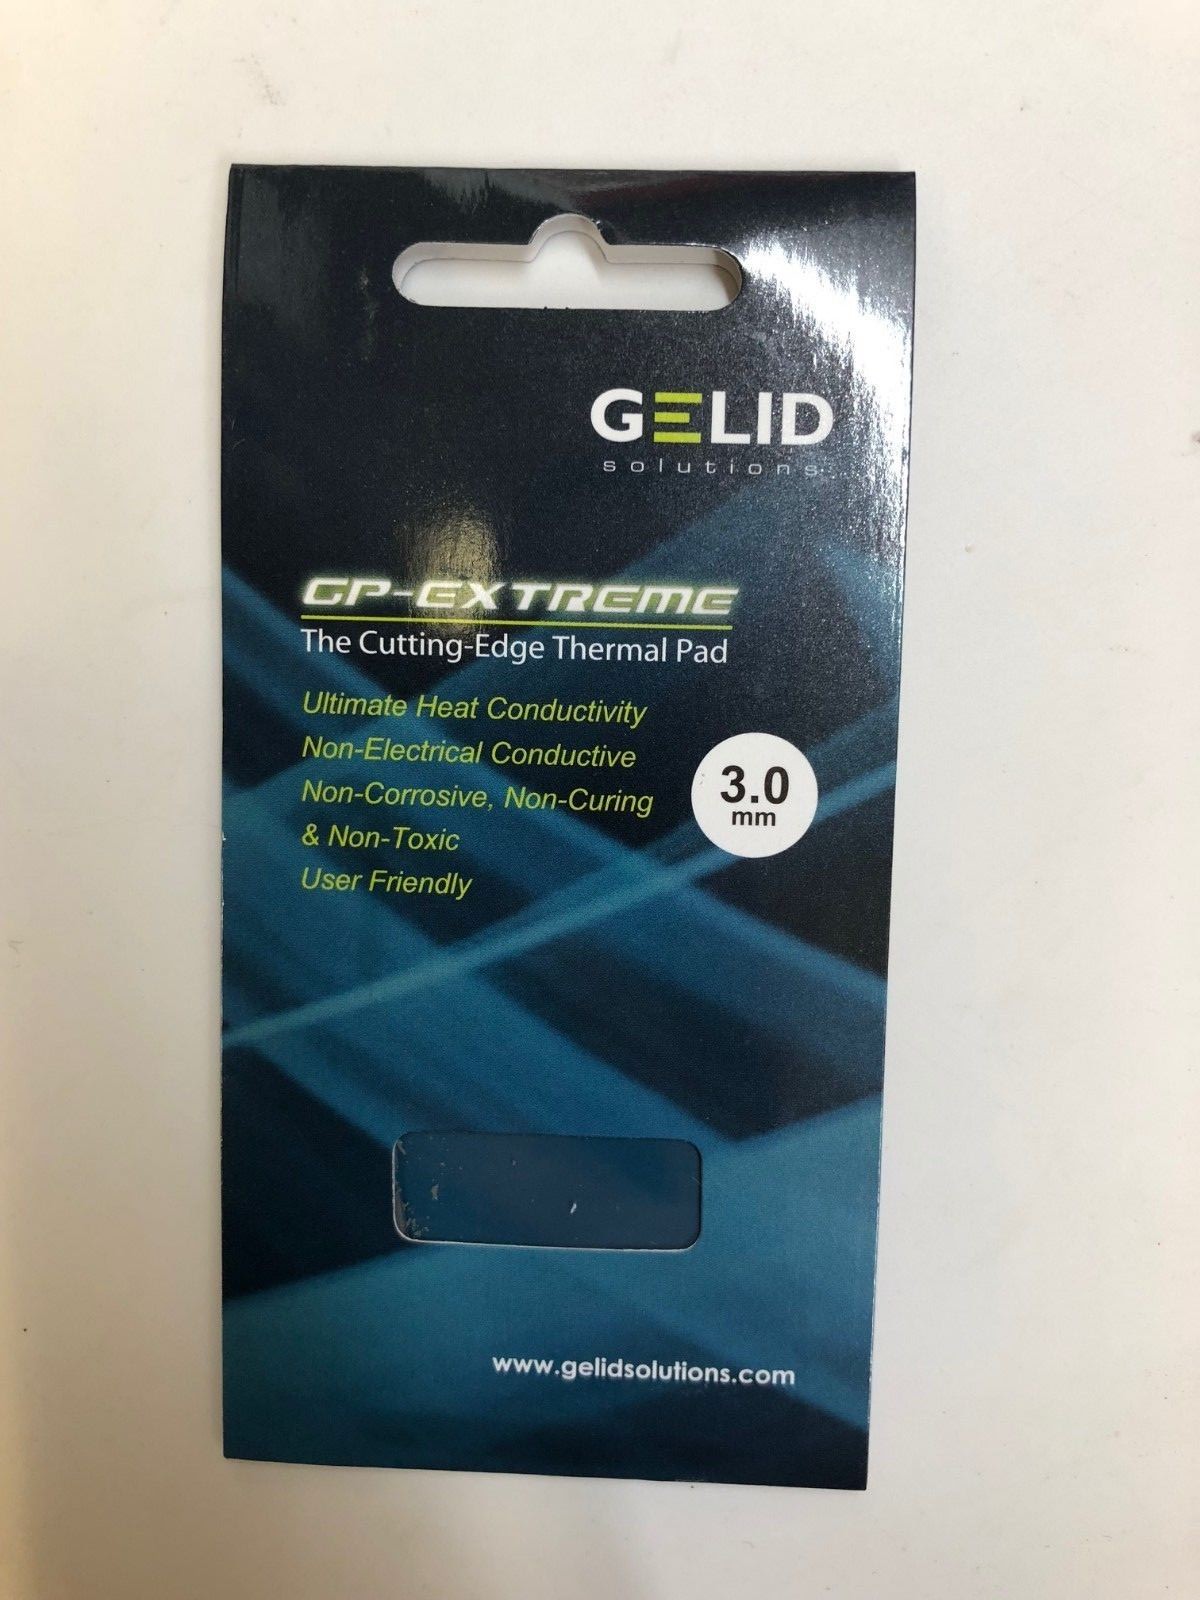 GELID
solutions
GP-EXTREME
The Cutting-Edge Thermal Pad
Ultimate Heat Conductivity
Non-Electrical Conductive
Non-Corrosive, Non-Curing
& Non-Toxic
User Friendly
3.0
mm
www.gelidsolutions.com